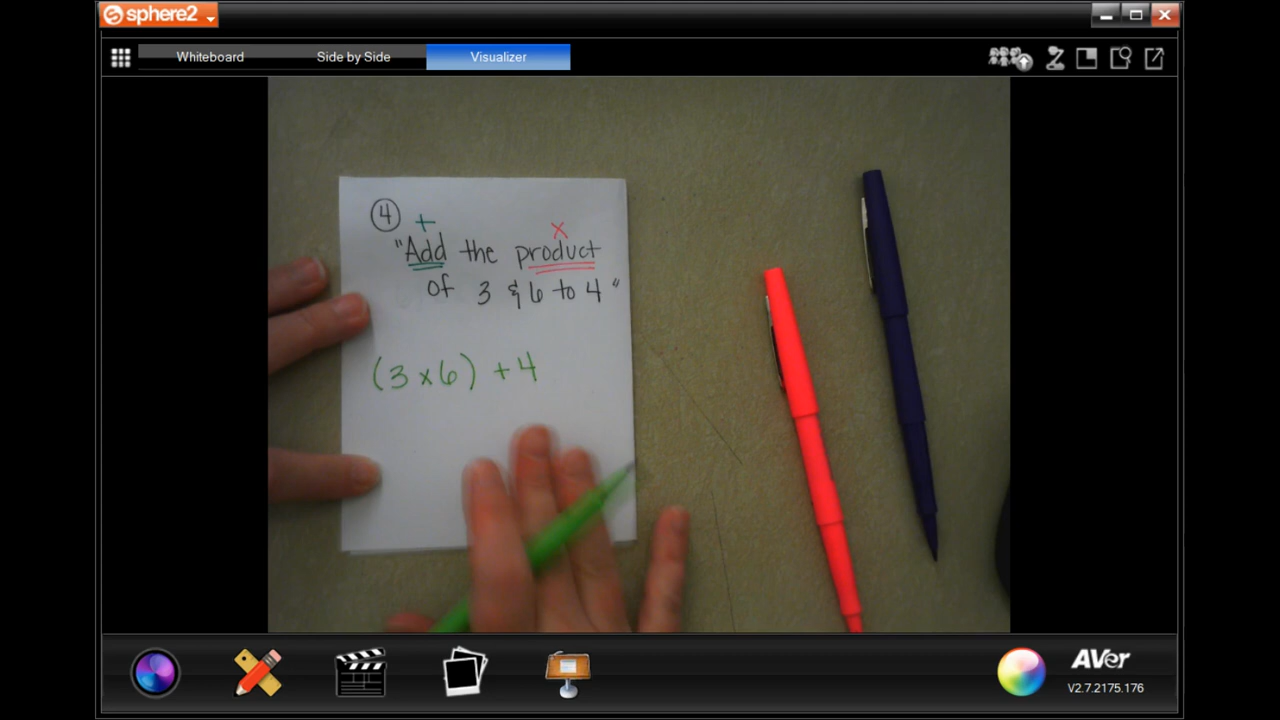 sphere2
Whiteboard Side by Side Visualizer
④ +
x
"Add the product
of 3 & 6 to 4"
(3 x 6) + 4
AVer
V2.7.2175.176